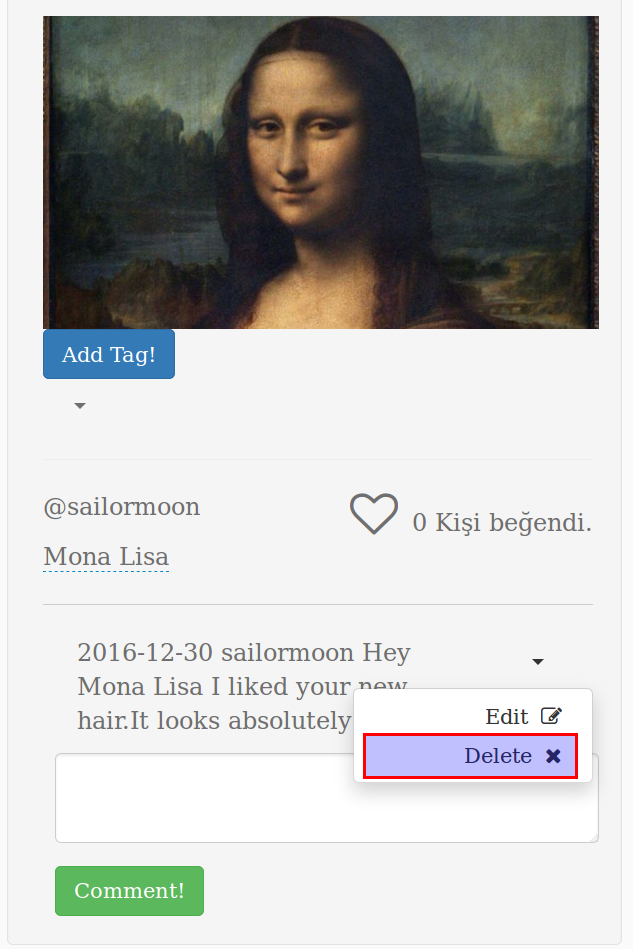 Add Tag!
@sailormoon
0 Kişi beğendi.
Mona Lisa
2016-12-30 sailormoon Hey
Mona Lisa I liked your new
hair.It looks absolutely
Edit
Delete
Comment!